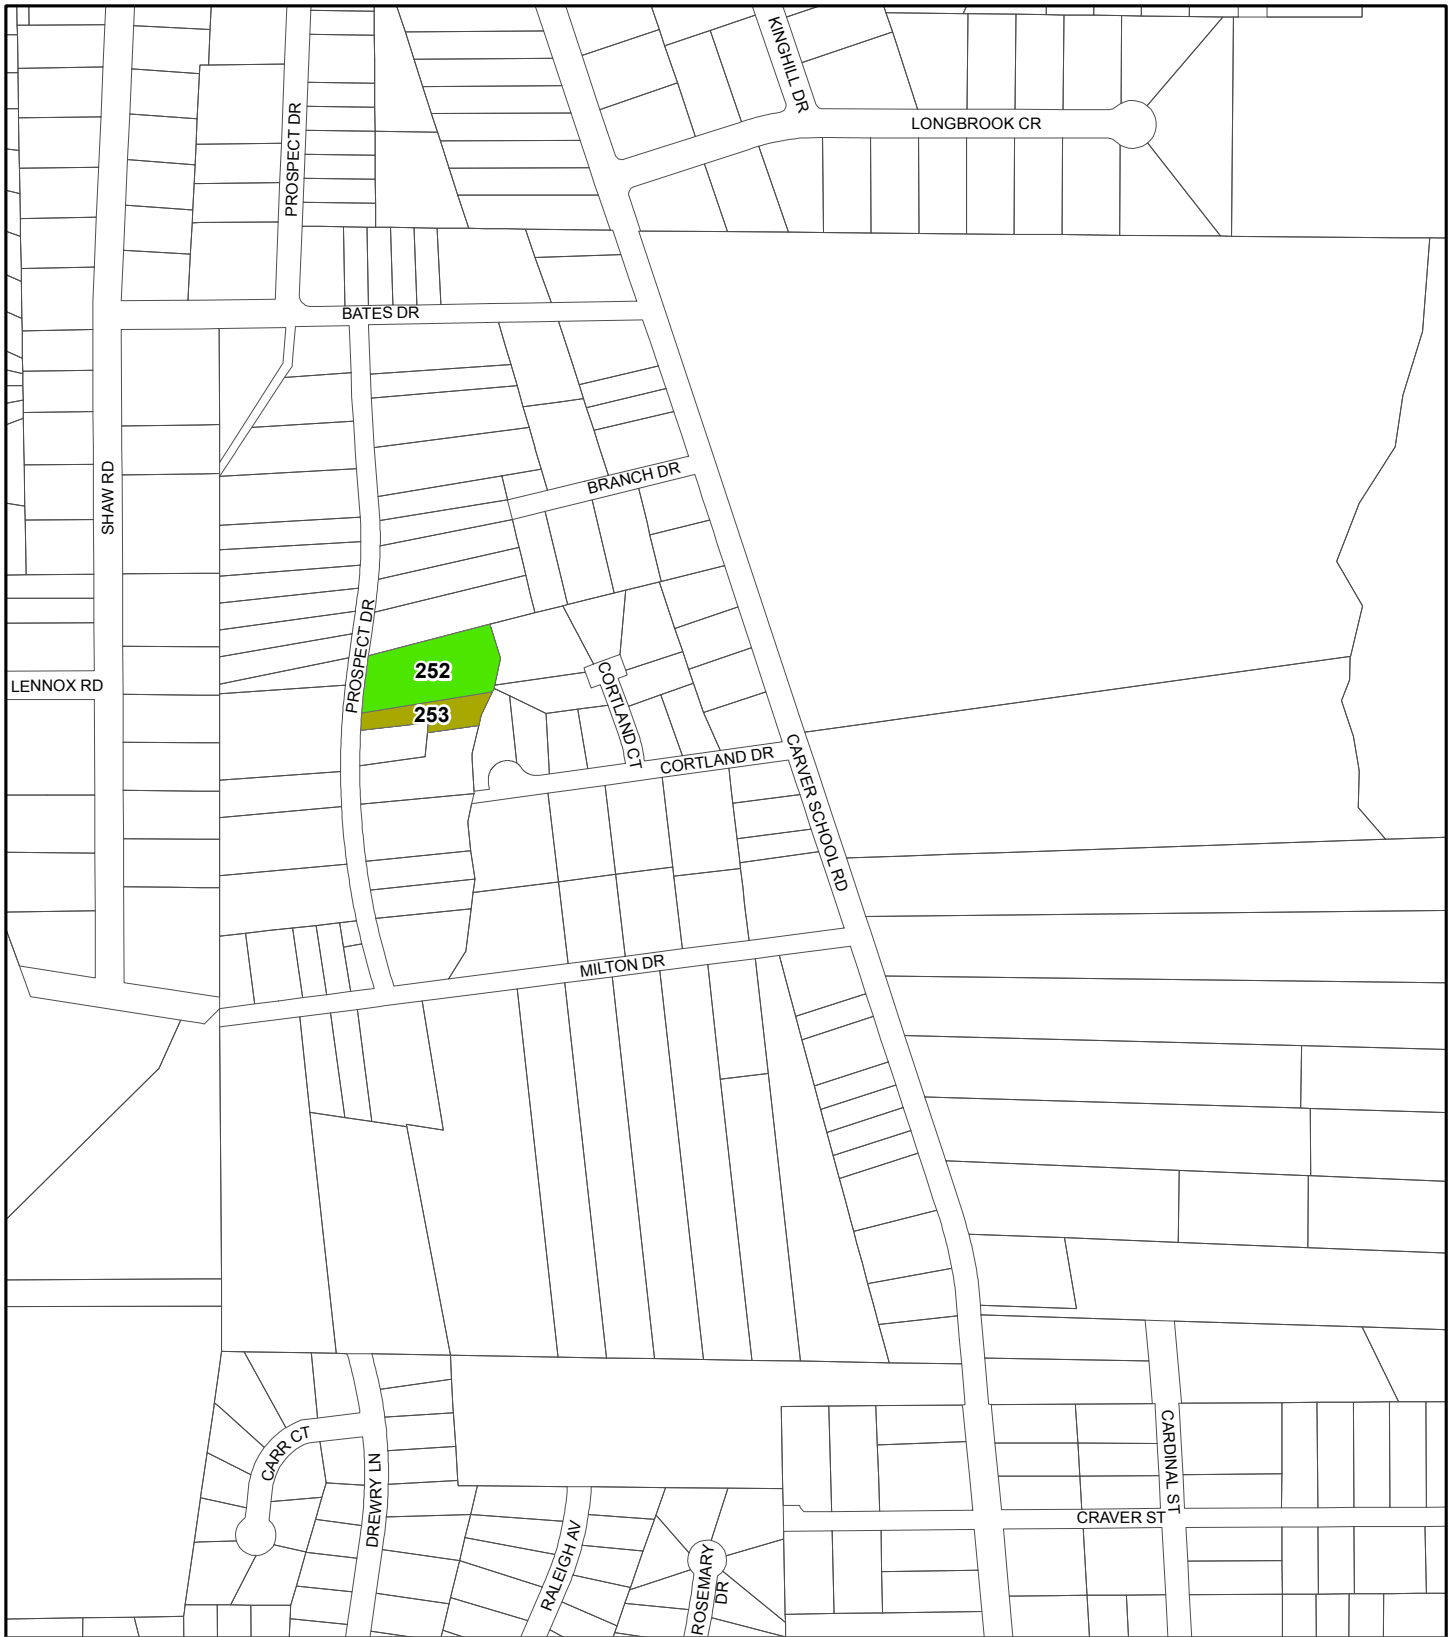 KINGHILL DR
LONGBROOK CR
PROSPECT DR
BATES DR
SHAW RD
BRANCH DR
PROSPECT DR
252
LENNOX RD
253
CORTLAND CT
CORTLAND DR
CARVER SCHOOL RD
MILTON DR
CARR CT
DREWRY LN
CARDINAL ST
CRAVER ST
RALEIGH AV
ROSEMARY
DR